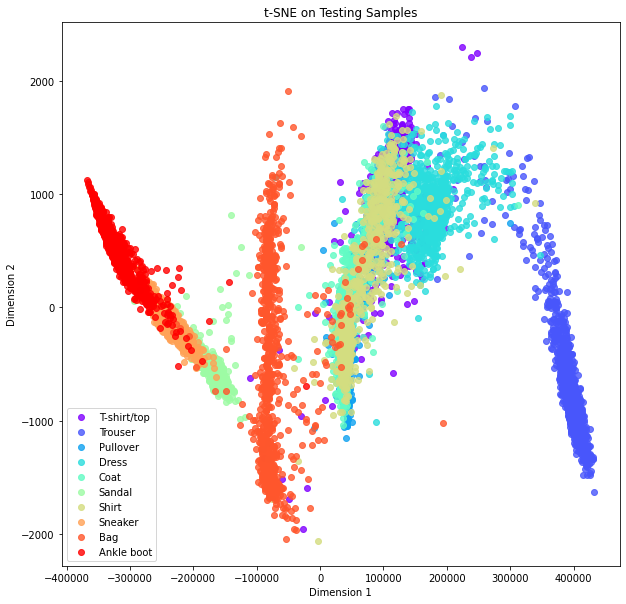 t-SNE on Testing Samples
Dimension 2
2000
1000
0
−1000
−2000
T-shirt/top
Trouser
Pullover
Dress
Coat
Sandal
Shirt
Sneaker
Bag
Ankle boot
−400000 −300000 −200000 −100000 0 100000 200000 300000 400000
Dimension 1